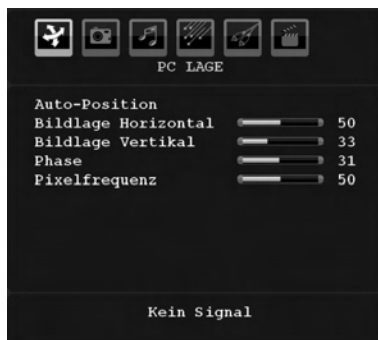 PC LAGE
Auto-Position
Bildlage Horizontal 50
Bildlage Vertikal 33
Phase 31
Pixelfrequenz 50
Kein Signal